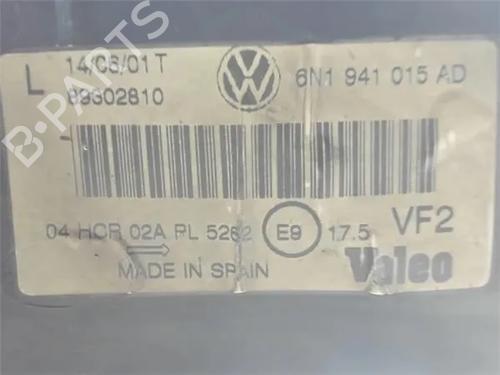 L 14/06/01 T 6N1 941 015 AD
89302810
04 HCR 02A PL 5262 E9 17.5 VF2
MADE IN SPAIN Valeo
B-PARTS